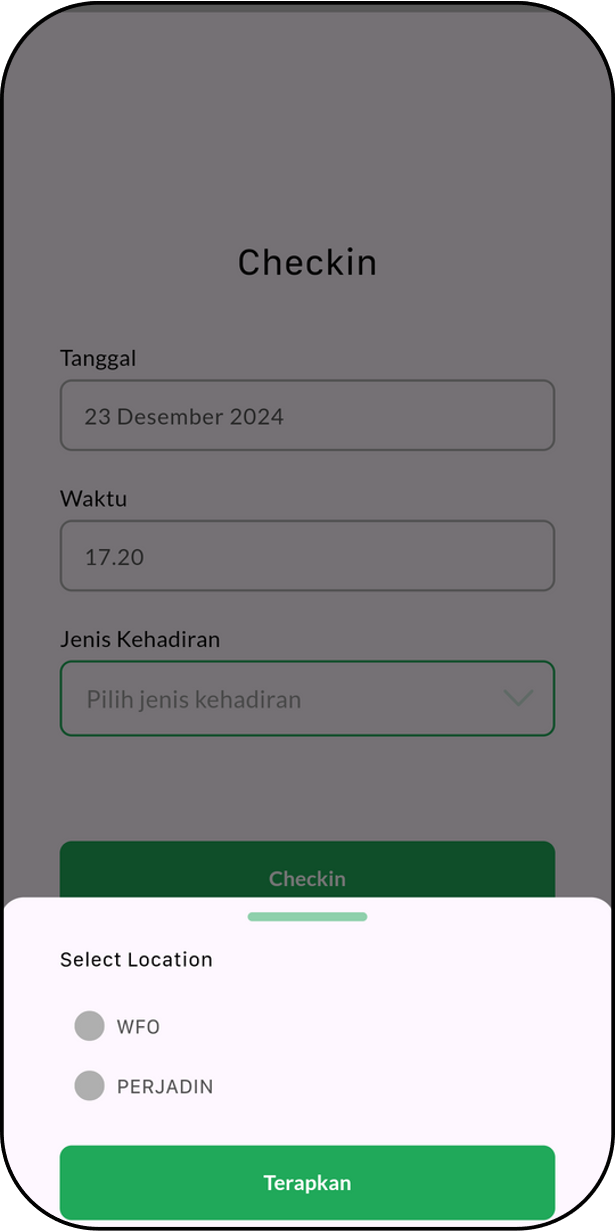 Checkin
Tanggal
23 Desember 2024
Waktu
17.20
Jenis Kehadiran
Pilih jenis kehadiran
Checkin
Select Location
WFO
PERJADIN
Terapkan